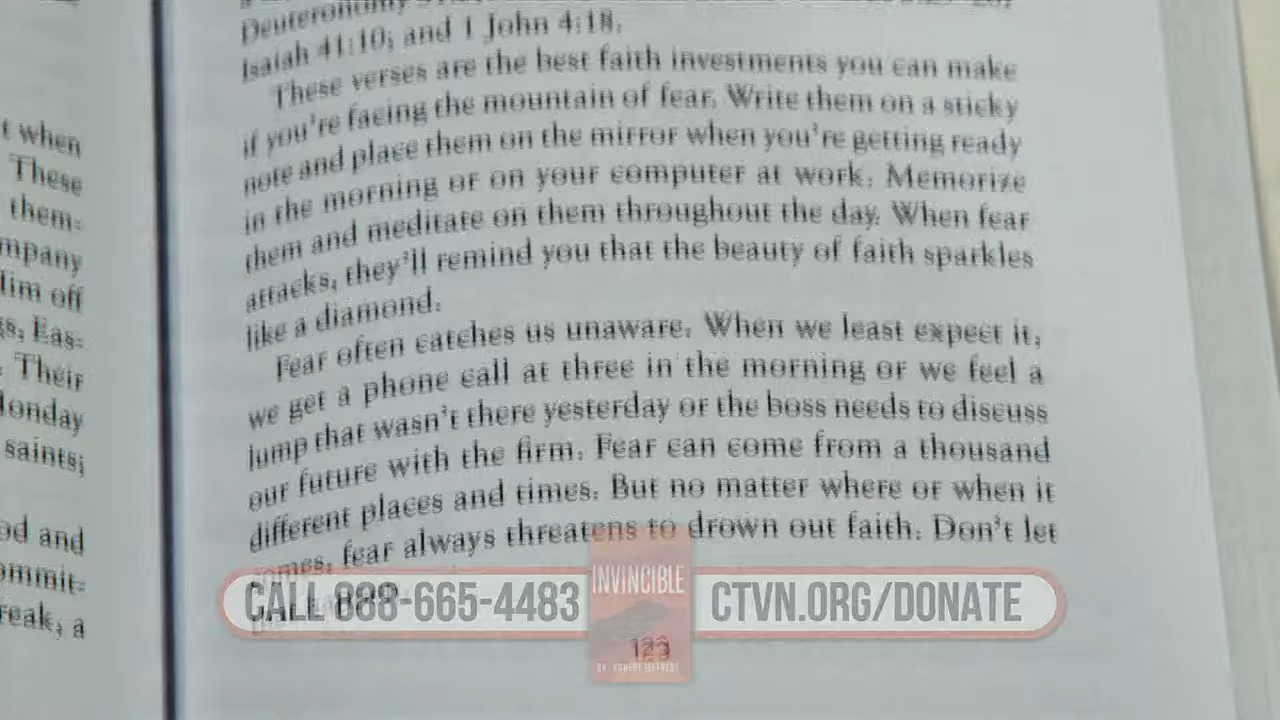 t when
These
them:
mpany
Him off
gs, Eas-
Their
Monday
saints;
od and
ommit-
reak, a
Deuteronomy
Isaiah 41:10; and 1 John 4:18.
These verses are the best faith investments you can make
if you're facing the mountain of fear. Write them on a sticky
note and place them on the mirror when you're getting ready
in the morning or on your computer at work. Memorize
them and meditate on them throughout the day. When fear
attacks, they'll remind you that the beauty of faith sparkles
like a diamond.
Fear often catches us unaware. When we least expect it,
we get a phone call at three in the morning or we feel a
lump that wasn't there yesterday or the boss needs to discuss
our future with the firm. Fear can come from a thousand
different places and times. But no matter where or when it
comes, fear always threatens to drown out faith. Don't let
CALL 888-665-4483
INVINCIBLE
DR. ROBERT JEFFRESS
CTVN.ORG/DONATE
123